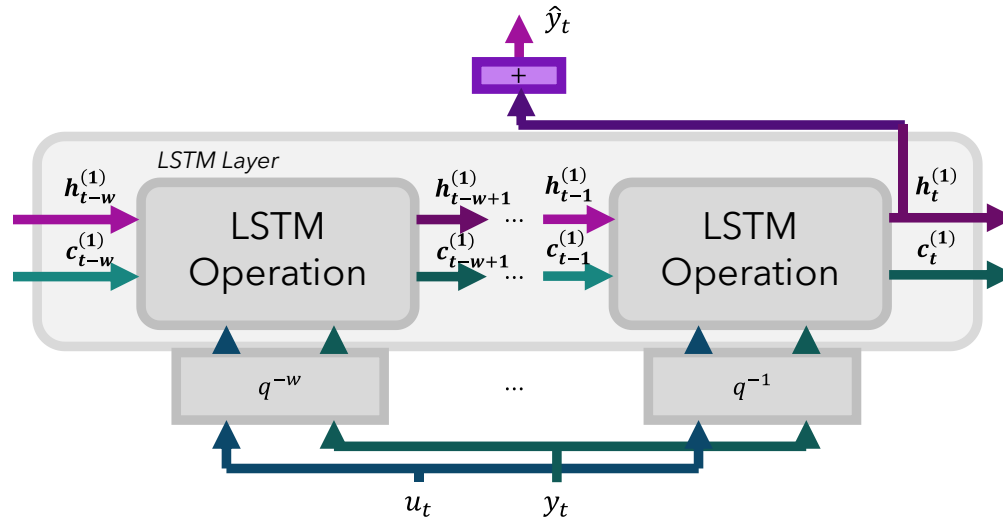 ŷₜ
+
LSTM Layer
h_{t-w}^{(1)}
h_{t-w+1}^{(1)}
h_{t-1}^{(1)}
h_t^{(1)}
LSTM
Operation
...
LSTM
Operation
c_{t-w}^{(1)}
c_{t-w+1}^{(1)}
...
c_{t-1}^{(1)}
c_t^{(1)}
q^{-w}
...
q^{-1}
u_t
y_t